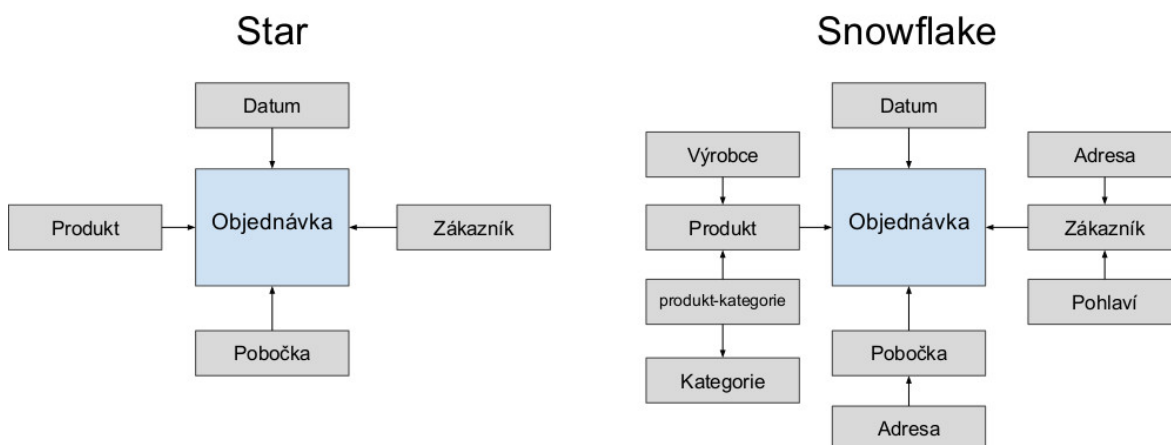 Star
Datum
Objednávka
Produkt
Zákazník
Pobočka
Snowflake
Datum
Výrobce
Adresa
Objednávka
Produkt
Zákazník
produkt-kategorie
Pohlaví
Pobočka
Kategorie
Adresa